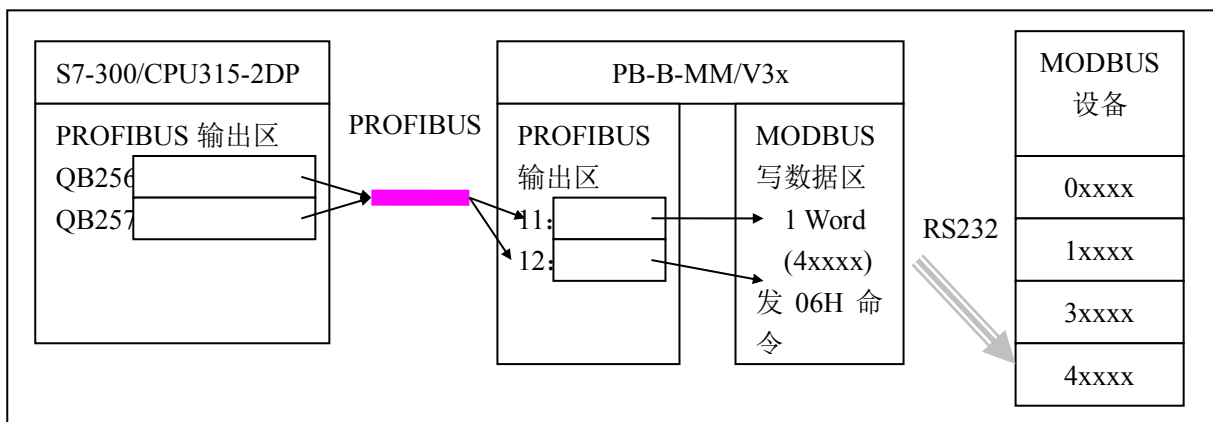 S7-300/CPU315-2DP
PROFIBUS 输出区
QB256
QB257
PROFIBUS
PB-B-MM/V3x
PROFIBUS
输出区
11:
12:
MODBUS
写数据区
1 Word
(4xxxx)
发 06H 命
令
RS232
MODBUS
设备
0xxxx
1xxxx
3xxxx
4xxxx